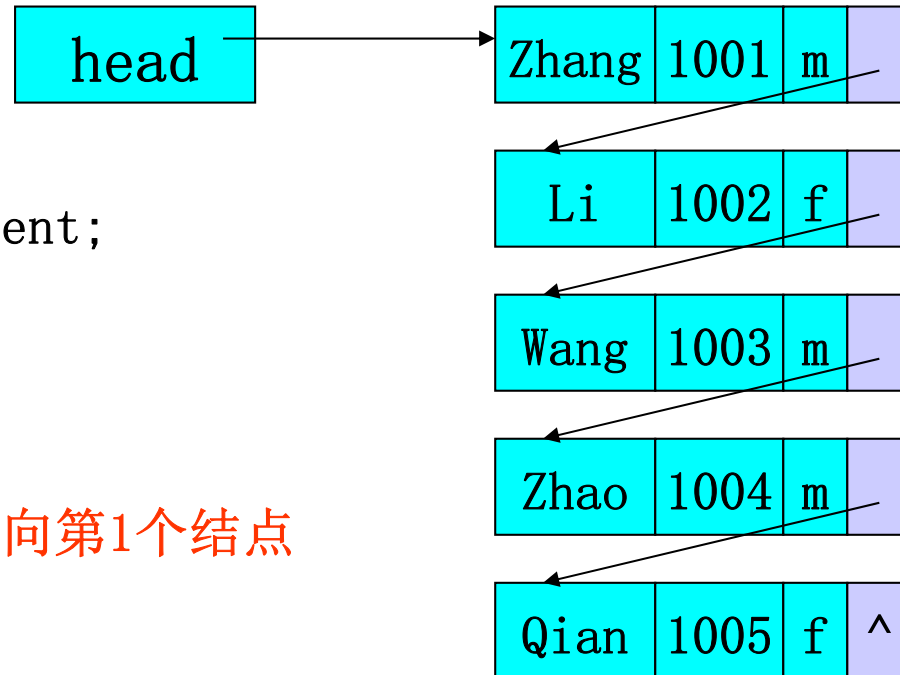 head
Zhang 1001 m
Li 1002 f
ent;
Wang 1003 m
Zhao 1004 m
向第1个结点
Qian 1005 f ^